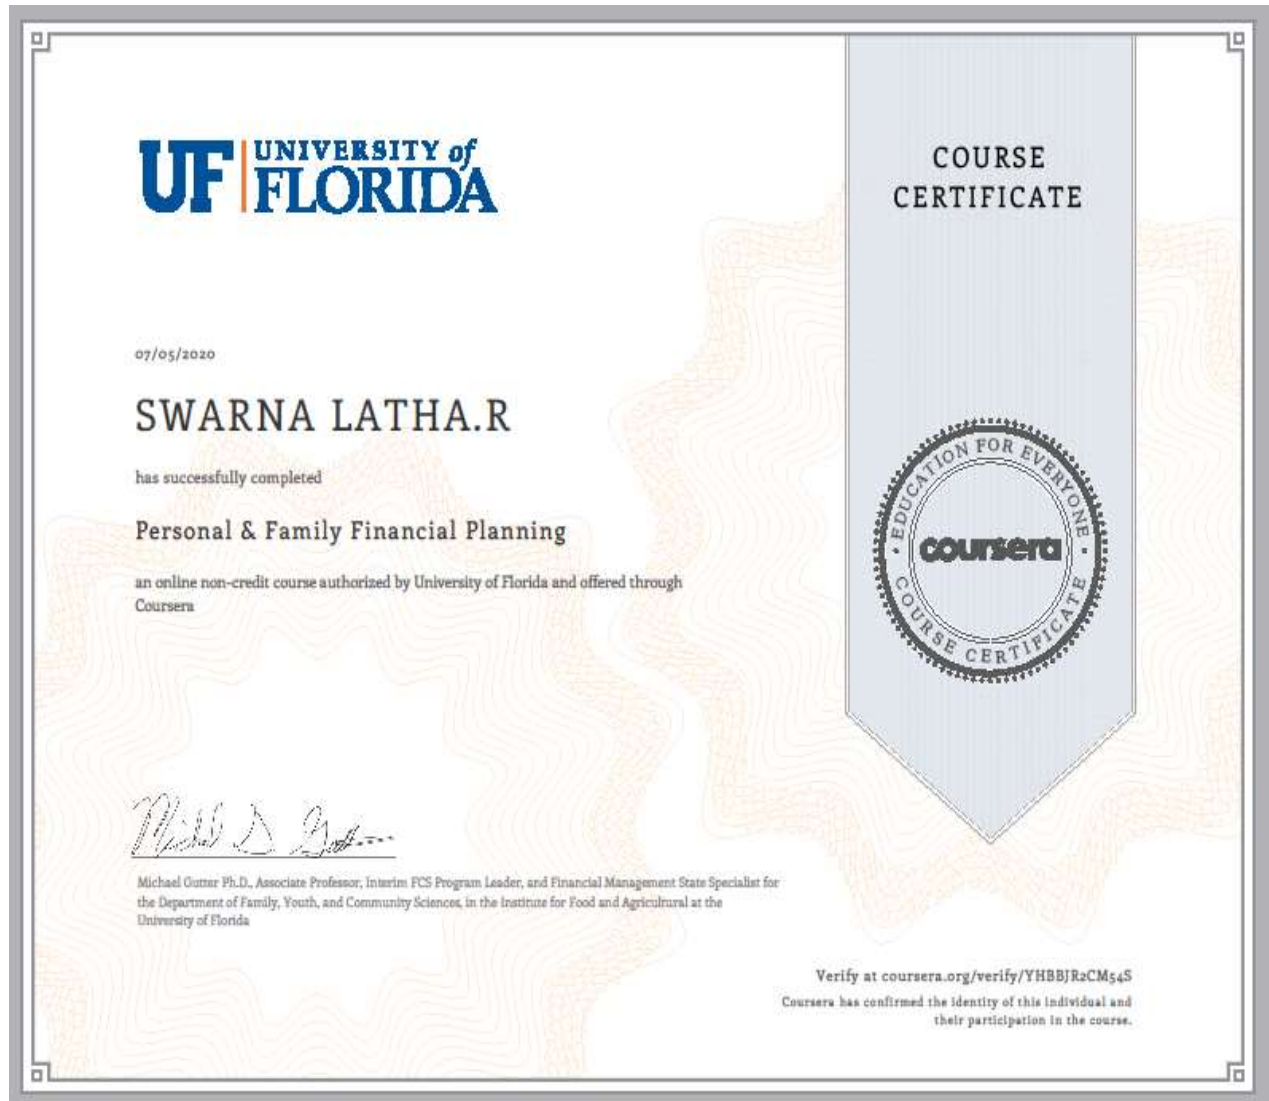 UF UNIVERSITY of
FLORIDA
COURSE
CERTIFICATE
07/05/2020
SWARNA LATHA.R
has successfully completed
Personal & Family Financial Planning
an online non-credit course authorized by University of Florida and offered through
Coursera
EDUCATION FOR EVERYONE
coursera
COURSE CERTIFICATE
Michael Gutter Ph.D., Associate Professor, Interim FCS Program Leader, and Financial Management State Specialist for
the Department of Family, Youth, and Community Sciences, in the Institute for Food and Agricultrural at the
University of Florida
Verify at coursera.org/verify/YHBBJR2CM54S
Coursera has confirmed the identity of this individual and
their participation in the course.